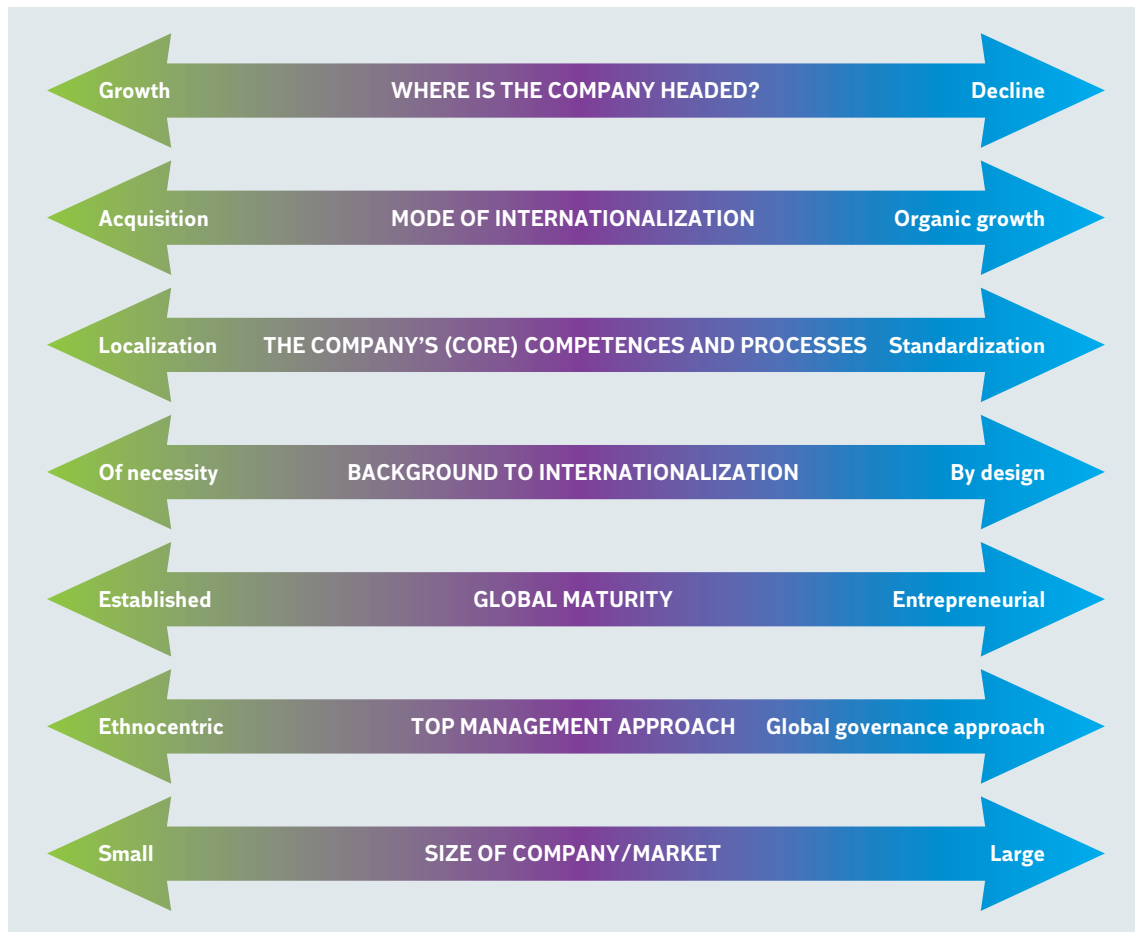 Growth WHERE IS THE COMPANY HEADED? Decline
Acquisition MODE OF INTERNATIONALIZATION Organic growth
Localization THE COMPANY’S (CORE) COMPETENCES AND PROCESSES Standardization
Of necessity BACKGROUND TO INTERNATIONALIZATION By design
Established GLOBAL MATURITY Entrepreneurial
Ethnocentric TOP MANAGEMENT APPROACH Global governance approach
Small SIZE OF COMPANY/MARKET Large